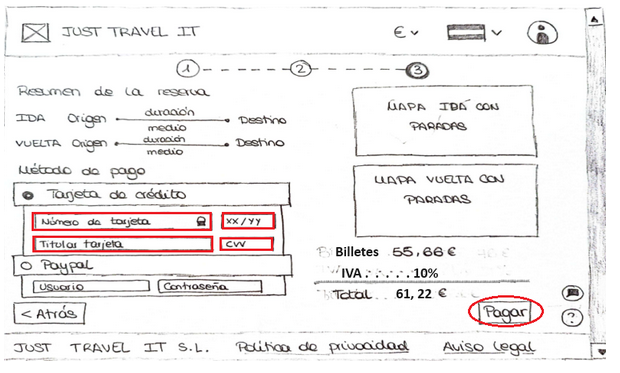 JUST TRAVEL IT € 
1 2 3
Resumen de la reserva
IDA Origen duración medio Destino
VUELTA Origen duración medio Destino
MAPA IDA CON
PARADAS
MAPA VUELTA CON
PARADAS
Método de pago
Tarjeta de crédito
Número de tarjeta XX/YY
Titular tarjeta CVV
Paypal
Usuario Contraseña
Billetes 55,66 €
IVA......10%
Total 61,22 €
< Atrás
Pagar
?
JUST TRAVEL IT S.L. Política de privacidad Aviso legal